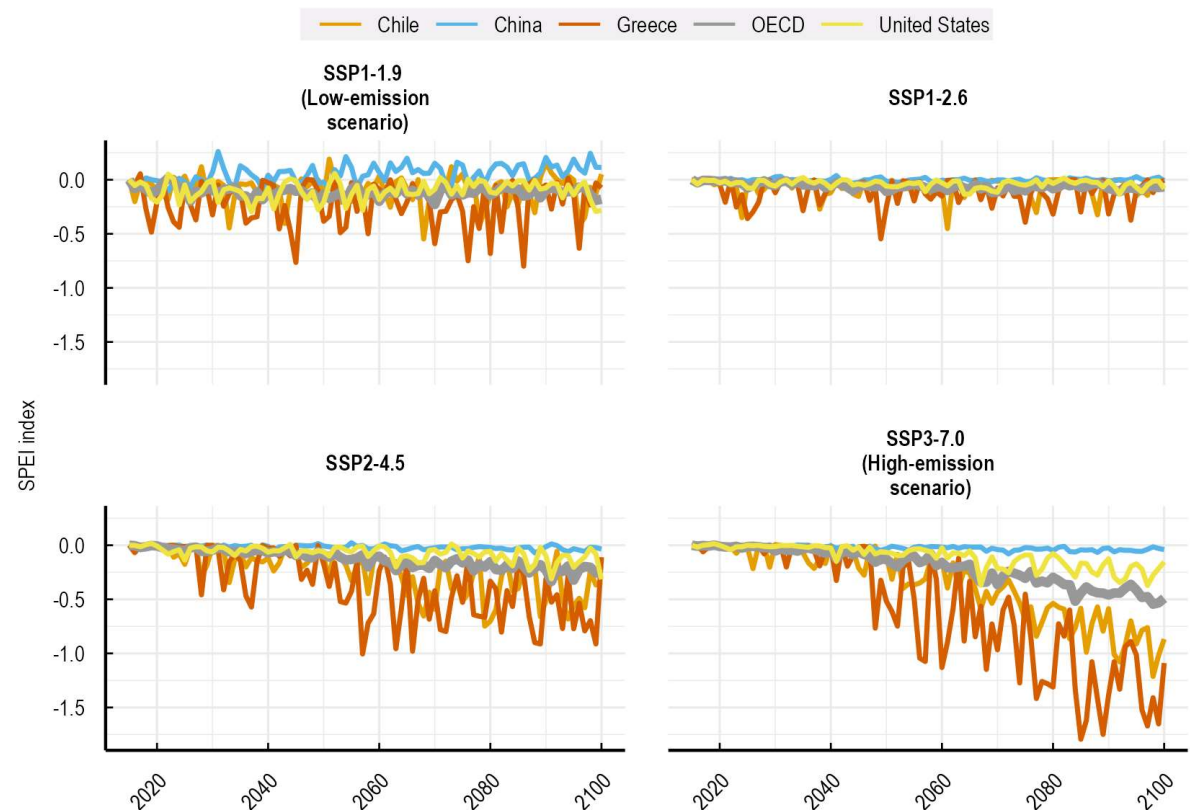 Chile China Greece OECD United States
SSP1-1.9
(Low-emission
scenario)
SSP1-2.6
0.0
-0.5
-1.0
-1.5
SPEI index
SSP2-4.5
SSP3-7.0
(High-emission
scenario)
0.0
-0.5
-1.0
-1.5
2020 2040 2060 2080 2100 2020 2040 2060 2080 2100